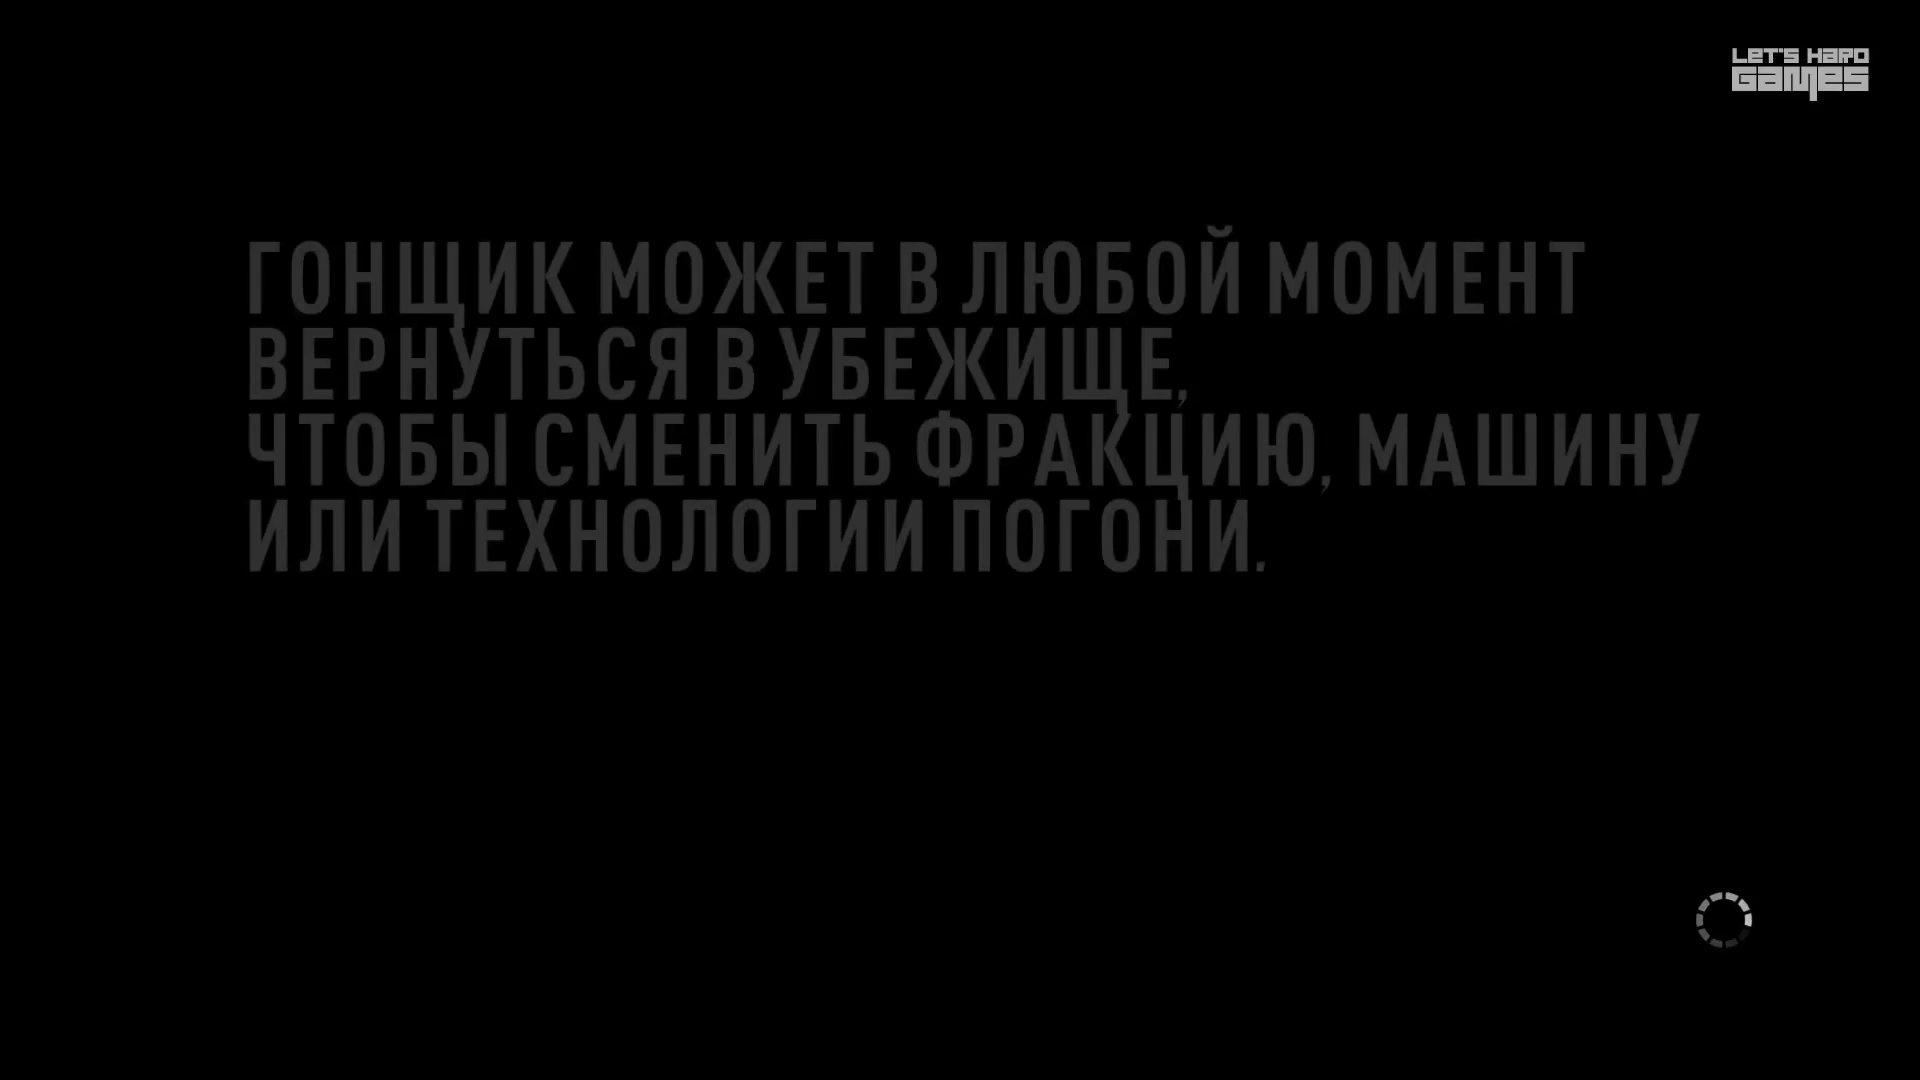 LET'S HARD
GAMES
ГОНЩИК МОЖЕТ В ЛЮБОЙ МОМЕНТ
ВЕРНУТЬСЯ В УБЕЖИЩЕ,
ЧТОБЫ СМЕНИТЬ ФРАКЦИЮ, МАШИНУ
ИЛИ ТЕХНОЛОГИИ ПОГОНИ.